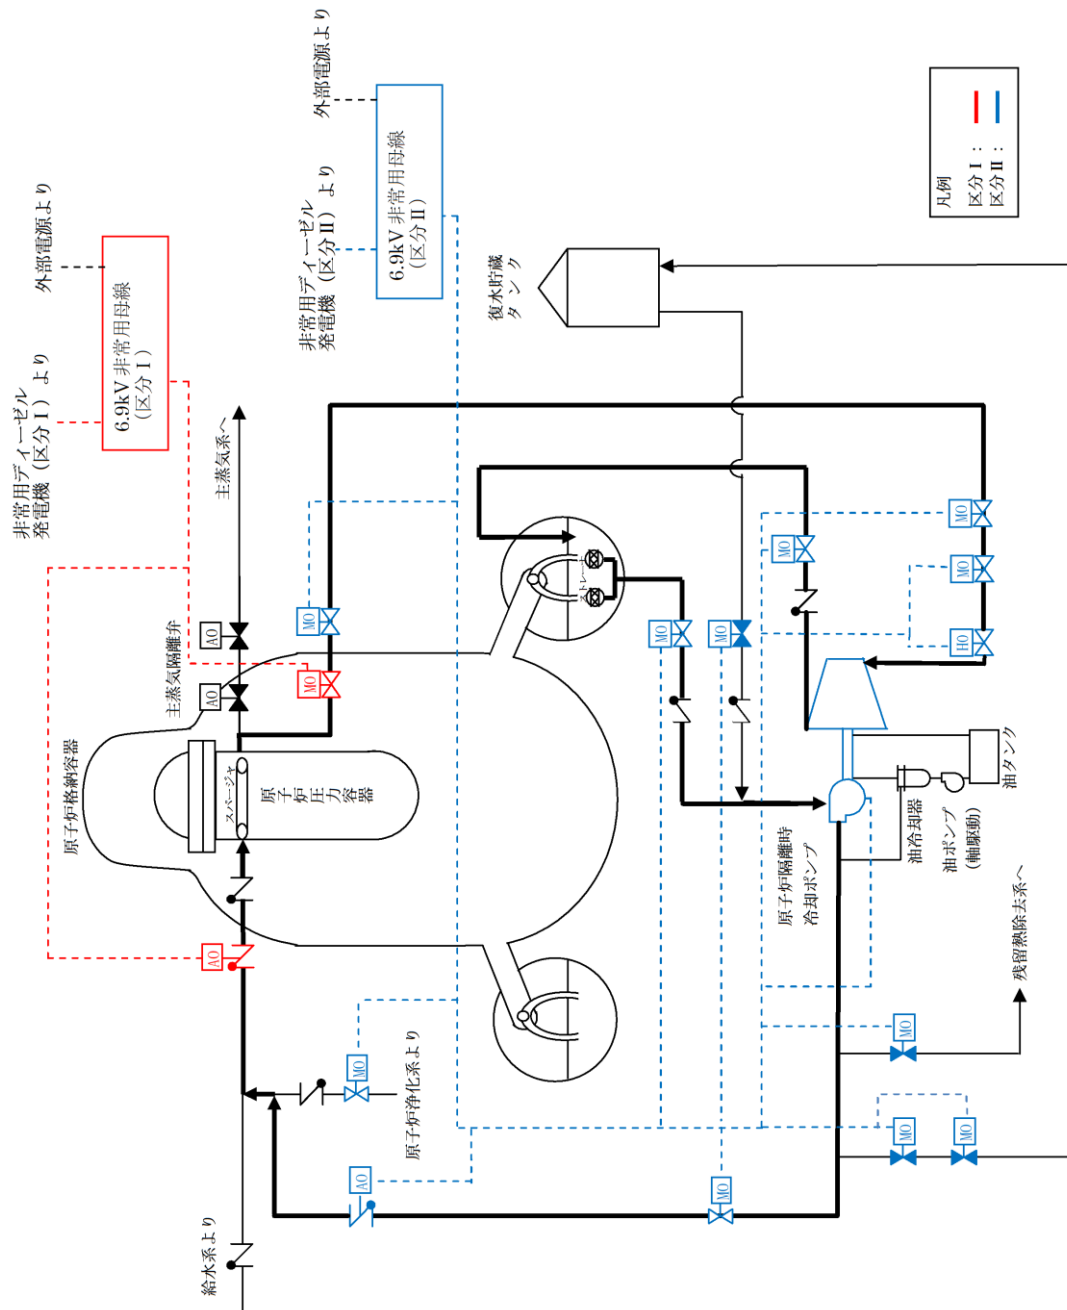 原子炉格納容器
主蒸気隔離弁
AO
AO
主蒸気系へ
非常用ディーゼル
発電機(区分Ⅰ)より
外部電源より
6.9kV 非常用母線
(区分Ⅰ)
非常用ディーゼル
発電機(区分Ⅱ)より
外部電源より
6.9kV 非常用母線
(区分Ⅱ)
給水系より
AO
スパージャ
原子炉圧力容器
MO
MO
MO
原子炉浄化系より
AO
ストレーナ
復水貯蔵
タンク
MO
MO
MO
MO
原子炉隔離時
冷却ポンプ
HO
MO
MO
油冷却器
油ポンプ
(軸駆動)
油タンク
MO
MO
MO
残留熱除去系へ
凡例
区分Ⅰ:
区分Ⅱ: